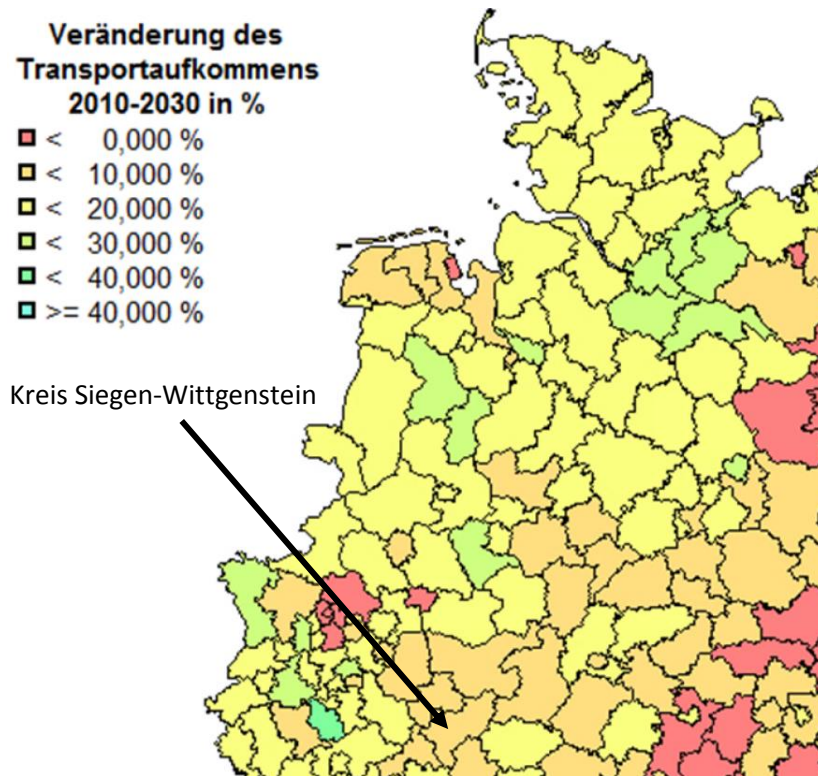 Veränderung des
Transportaufkommens
2010-2030 in %
< 0,000 %
< 10,000 %
< 20,000 %
< 30,000 %
< 40,000 %
>= 40,000 %
Kreis Siegen-Wittgenstein